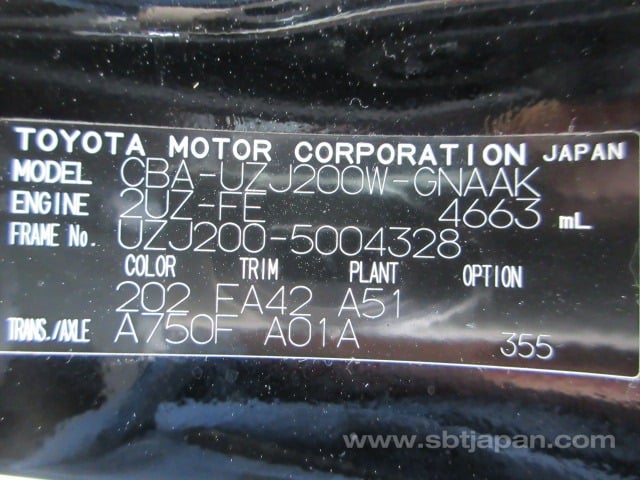 TOYOTA MOTOR CORPORATION JAPAN
MODEL CBA-UZJ200W-GNAAK
ENGINE 2UZ-FE 4663 mL
FRAME No. UZJ200-5004328
COLOR TRIM PLANT OPTION
202 FA42 A51
TRANS./AXLE A750F A01A 355
www.sbtjapan.com